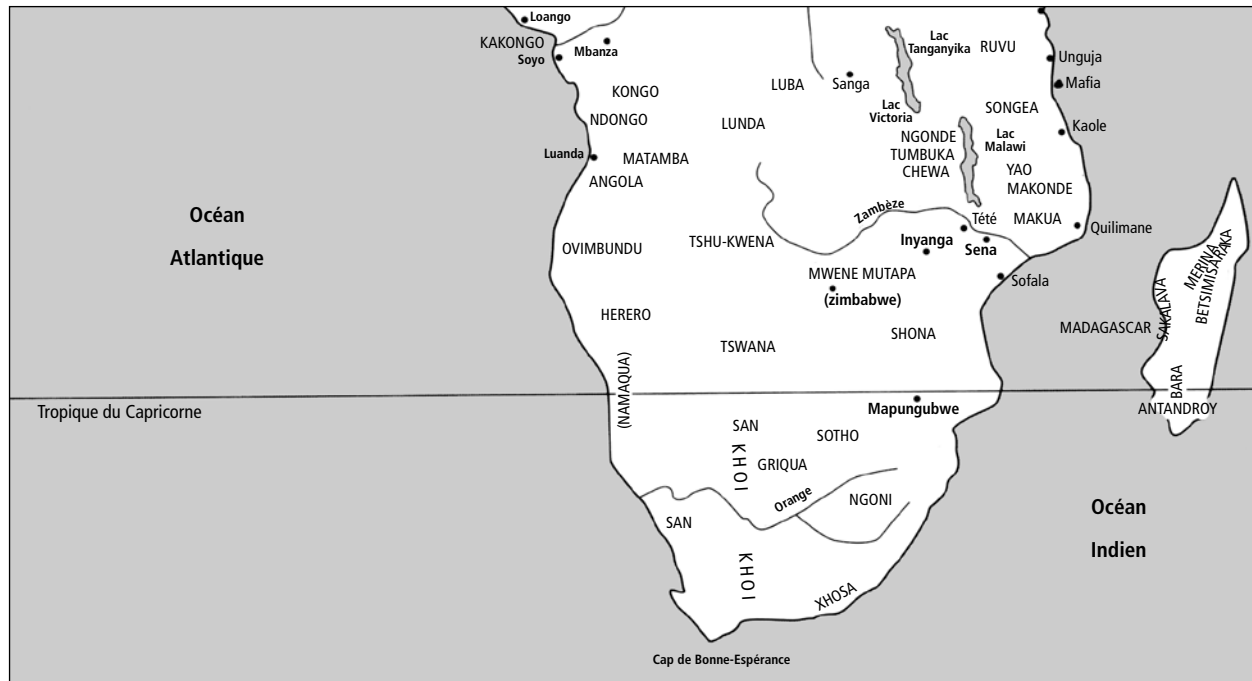 Loango
KAKONGO
Soyo
Mbanza
KONGO
NDONGO
Luanda
MATAMBA
ANGOLA
OVIMBUNDU
HERERO
(NAMAQUA)
LUBA
LUNDA
Sanga
Lac
Tanganyika
RUVU
Unguja
Mafia
Lac
Victoria
SONGEA
Kaole
NGONDE
TUMBUKA
CHEWA
Lac
Malawi
YAO
MAKONDE
Zambèze
Tété
MAKUA
Quilimane
TSHU-KWENA
Inyanga
Sena
MWENE MUTAPA
(zimbabwe)
Sofala
SHONA
TSWANA
MADAGASCAR
SAKALAVA
MERINA
BETSIMISARAKA
BARA
ANTANDROY
Océan
Atlantique
Tropique du Capricorne
Mapungubwe
SAN
KHOI
SOTHO
GRIQUA
Orange
NGONI
SAN
KHOI
XHOSA
Océan
Indien
Cap de Bonne-Espérance